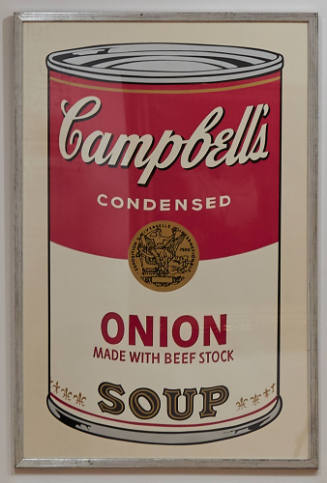 Campbell's
CONDENSED
ONION
MADE WITH BEEF STOCK
SOUP